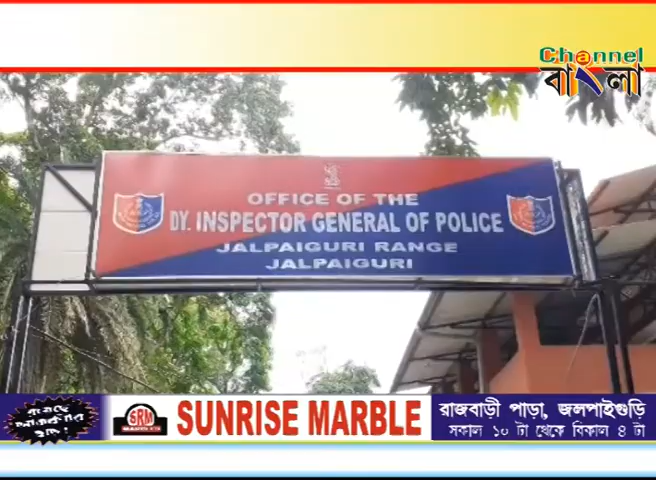 Channel
বাংলা
OFFICE OF THE
DY. INSPECTOR GENERAL OF POLICE
JALPAIGURI RANGE
JALPAIGURI
SRM
SUNRISE MARBLE
রাজবাড়ী পাড়া, জলপাইগুড়ি
সকাল ১০ টা থেকে বিকাল ৪ টা